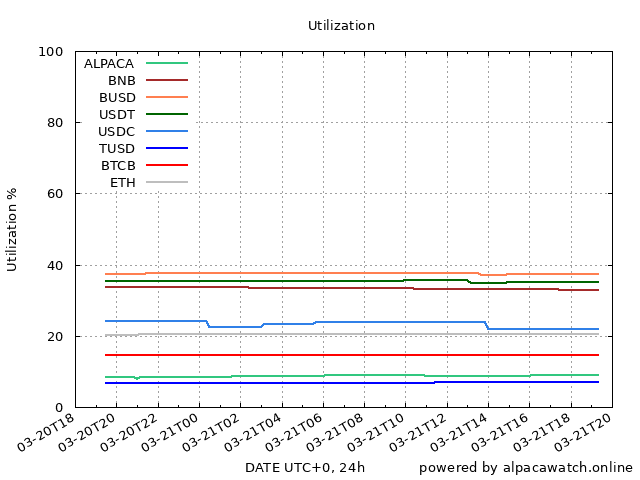 Utilization
100
80
60
40
20
0
Utilization %
ALPACA
BNB
BUSD
USDT
USDC
TUSD
BTCB
ETH
03-20T18
03-20T20
03-20T22
03-21T00
03-21T02
03-21T04
03-21T06
03-21T08
03-21T10
03-21T12
03-21T14
03-21T16
03-21T18
03-21T20
DATE UTC+0, 24h
powered by alpacawatch.online